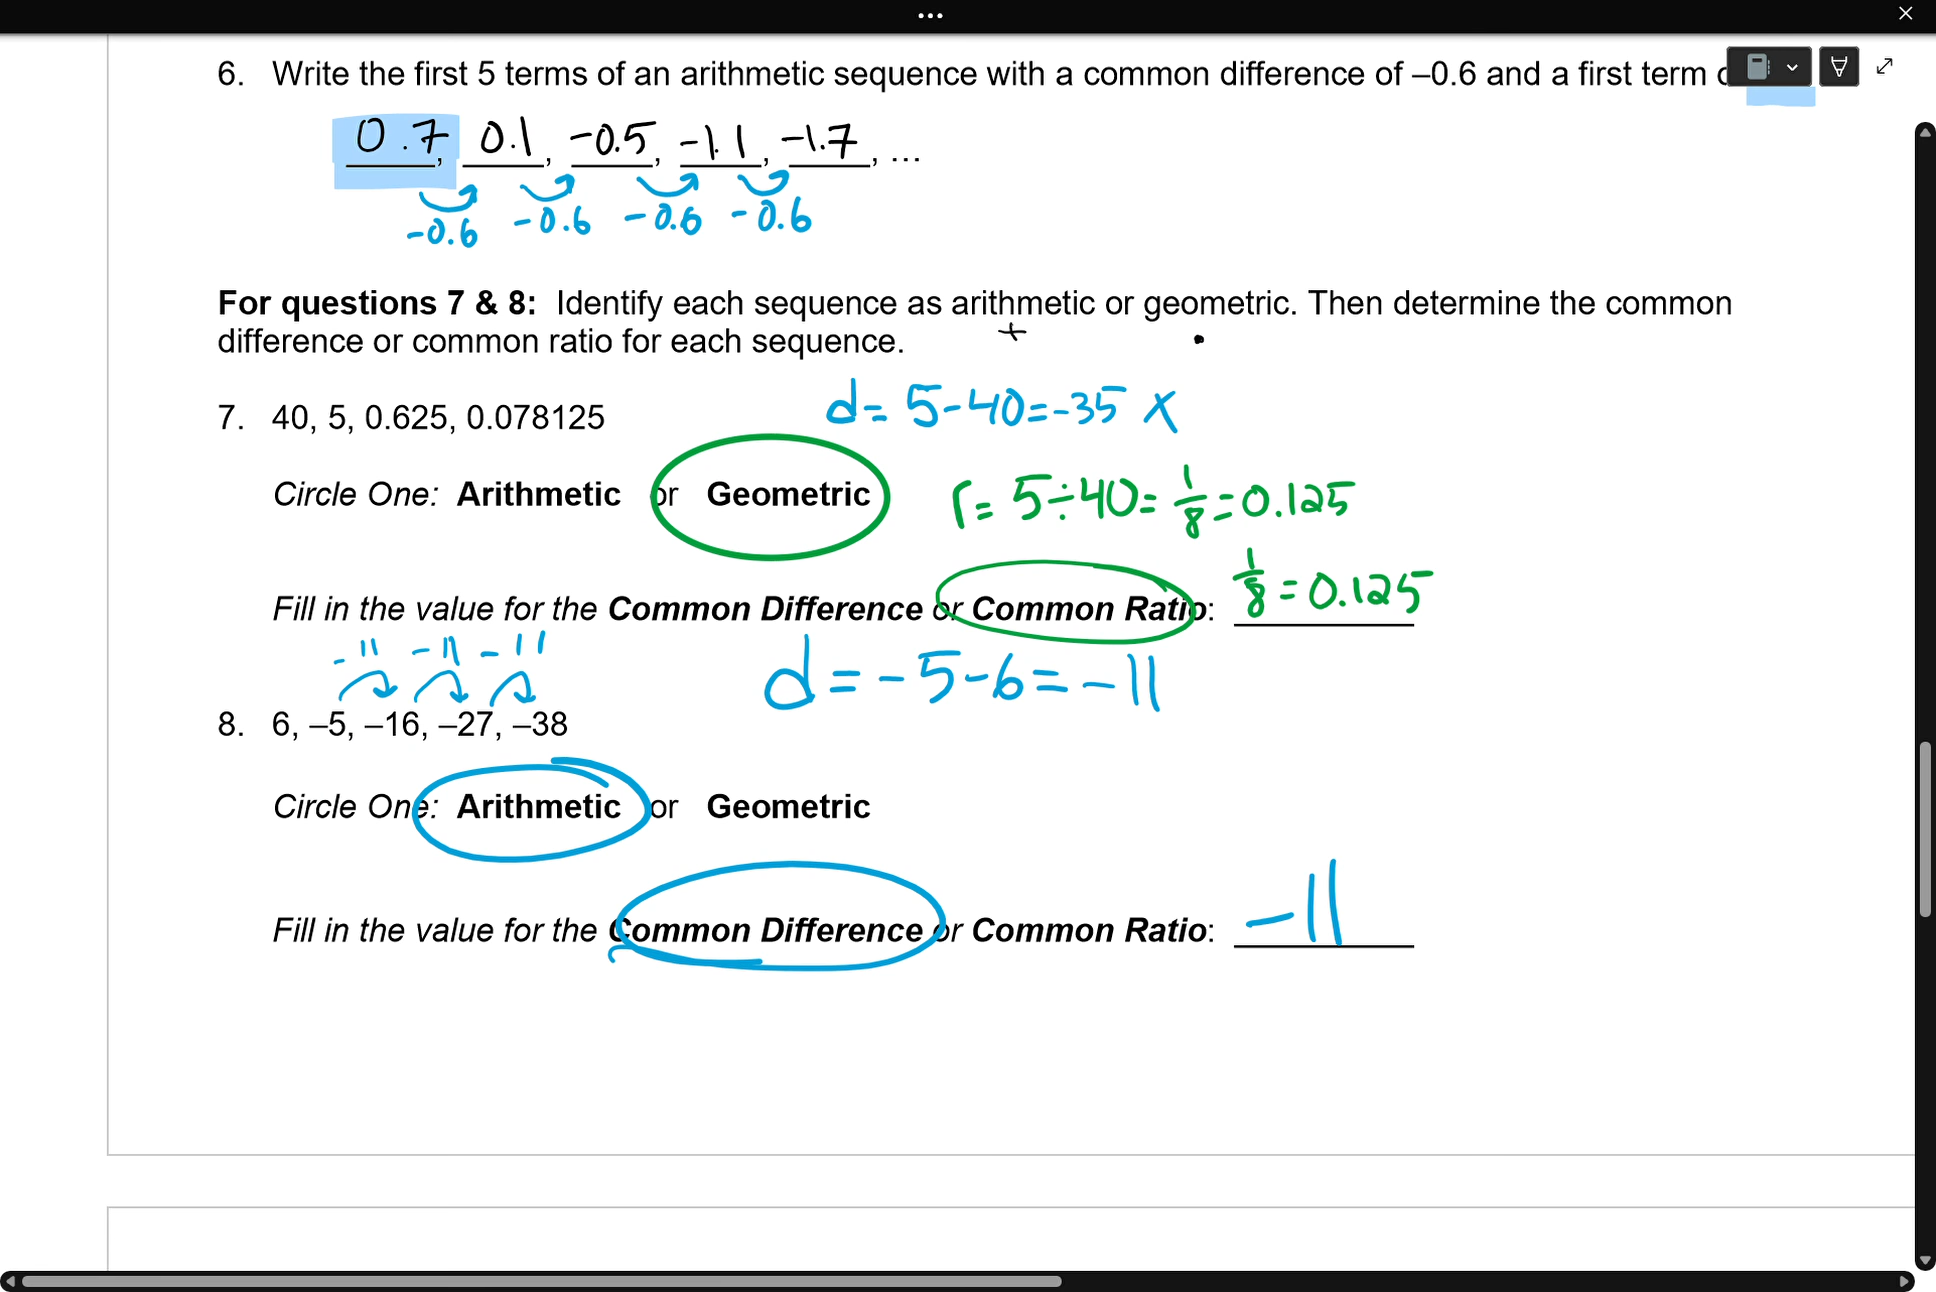 6. Write the first 5 terms of an arithmetic sequence with a common difference of –0.6 and a first term
0.7, 0.1, -0.5, -1.1, -1.7, ...
-0.6 -0.6 -0.6 -0.6
For questions 7 & 8: Identify each sequence as arithmetic or geometric. Then determine the common
difference or common ratio for each sequence.
+ •
d = 5-40=-35 X
7. 40, 5, 0.625, 0.078125
Circle One: Arithmetic or Geometric
r = 5÷40= 1/8 = 0.125
Fill in the value for the Common Difference or Common Ratio: 1/8 = 0.125
-11 -11 -11
d = -5-6 = -11
8. 6, –5, –16, –27, –38
Circle One: Arithmetic or Geometric
Fill in the value for the Common Difference or Common Ratio: -11